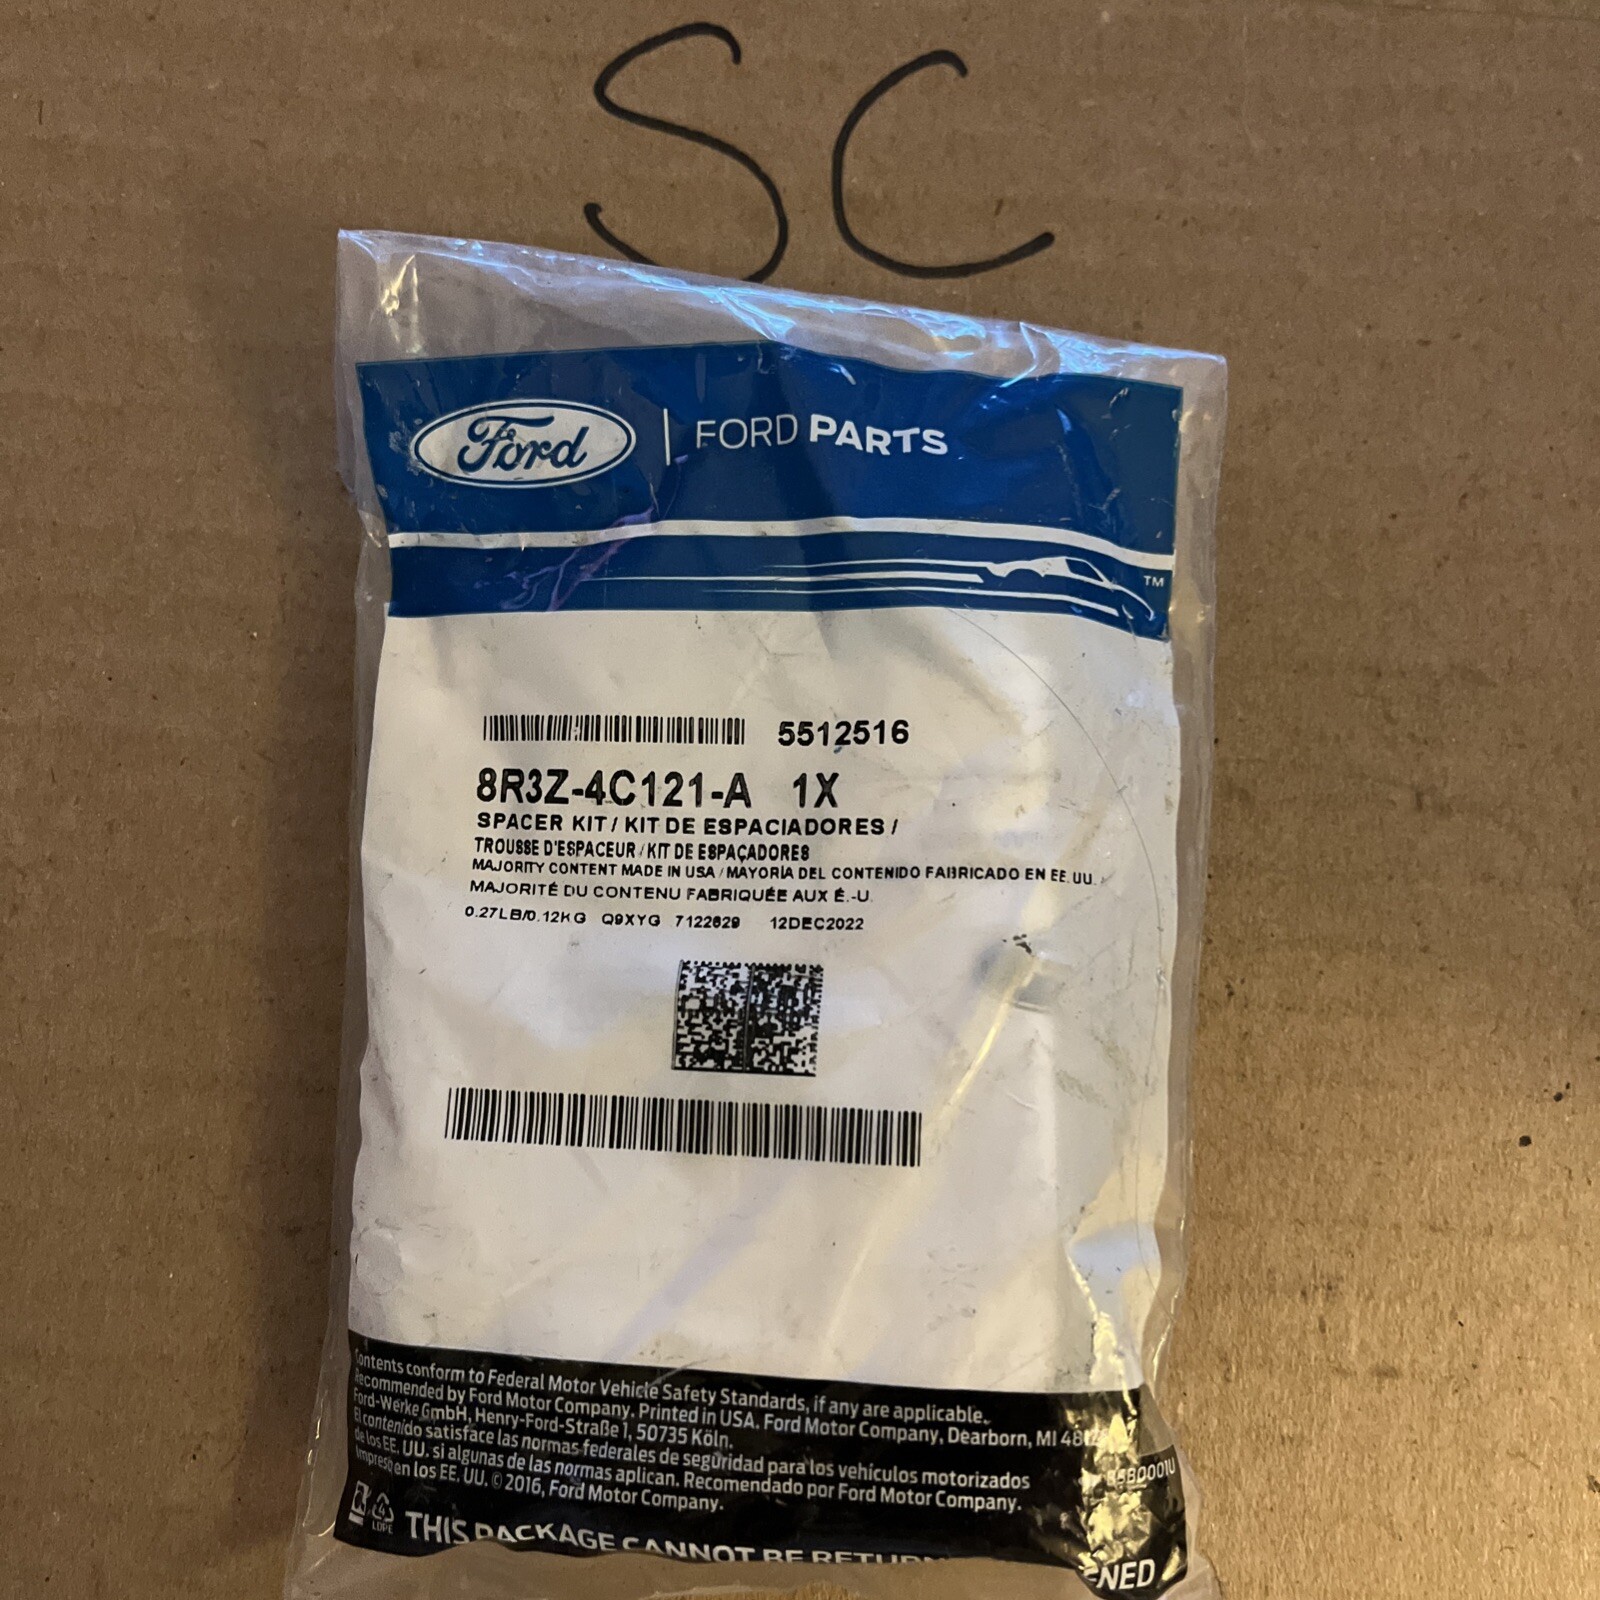 SC
Ford | FORD PARTS
TM
5512516
8R3Z-4C121-A 1X
SPACER KIT / KIT DE ESPACIADORES /
TROUSSE D'ESPACEUR / KIT DE ESPAÇADORES
MAJORITY CONTENT MADE IN USA / MAYORÍA DEL CONTENIDO FABRICADO EN EE.UU.
MAJORITÉ DU CONTENU FABRIQUÉE AUX É.-U.
0.27LB/0.12KG Q9XYG 7122629 12DEC2022
Contents conform to Federal Motor Vehicle Safety Standards, if any are applicable.
Recommended by Ford Motor Company. Printed in USA. Ford Motor Company, Dearborn, MI
Ford-Werke GmbH, Henry-Ford-Straße 1, 50735 Köln.
El contenido satisface las normas federales de seguridad para los vehículos motorizados
de los EE. UU. si algunas de las normas aplican. Recomendado por Ford Motor Company.
Impreso en los EE. UU. © 2016, Ford Motor Company.
4
LDPE
THIS PACKAGE CANNOT BE